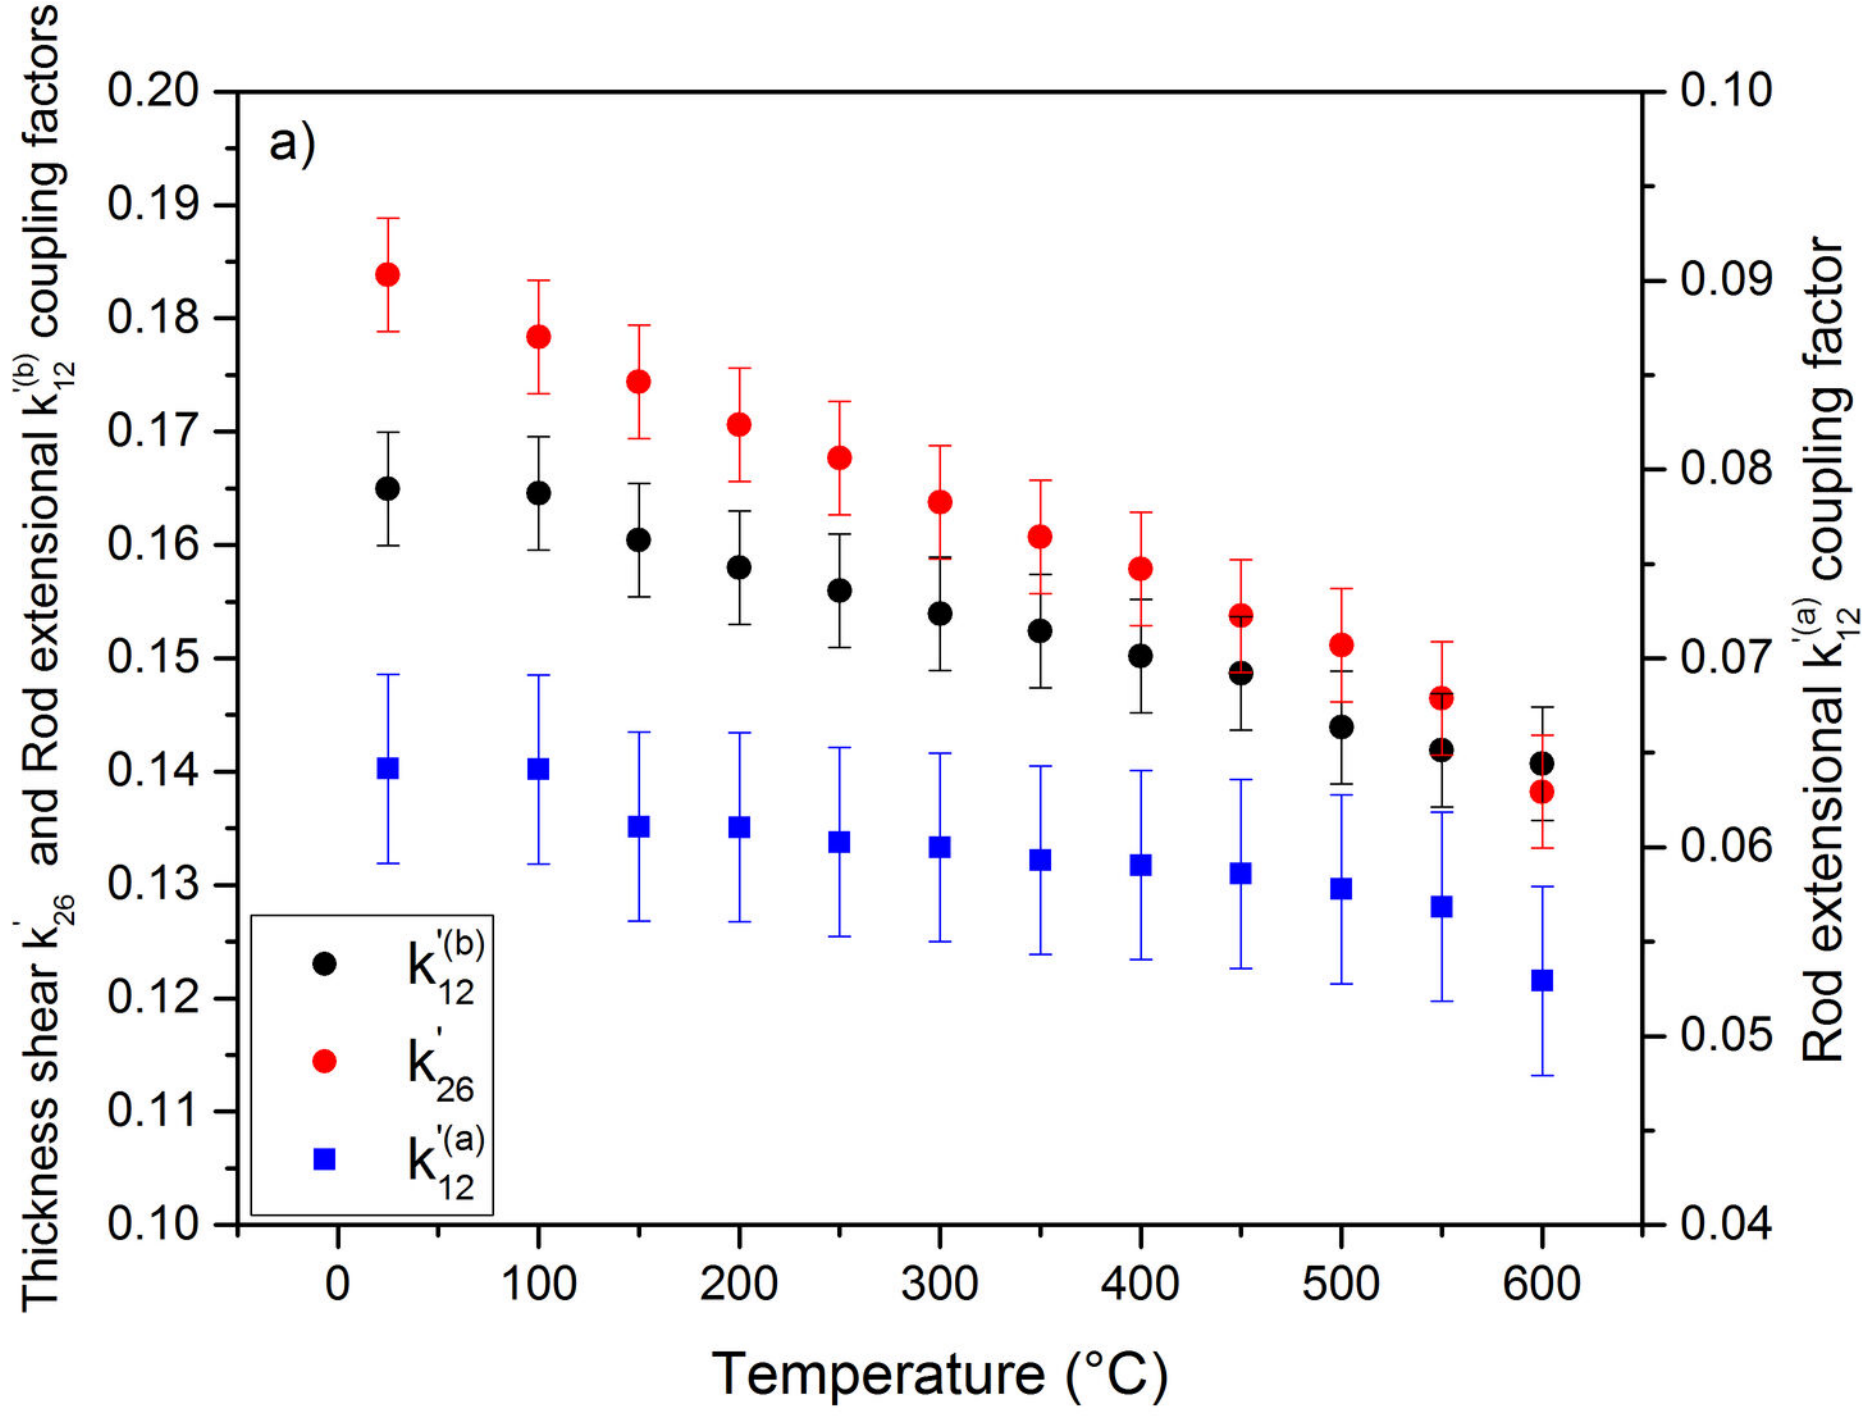 Thickness shear k'26 and Rod extensional k'(b)12 coupling factors
0.20
0.19
0.18
0.17
0.16
0.15
0.14
0.13
0.12
0.11
0.10
a)
k'(b)12
k'26
k'(a)12
0 100 200 300 400 500 600
Temperature (°C)
0.10
0.09
0.08
0.07
0.06
0.05
0.04
Rod extensional k'(a)12 coupling factor